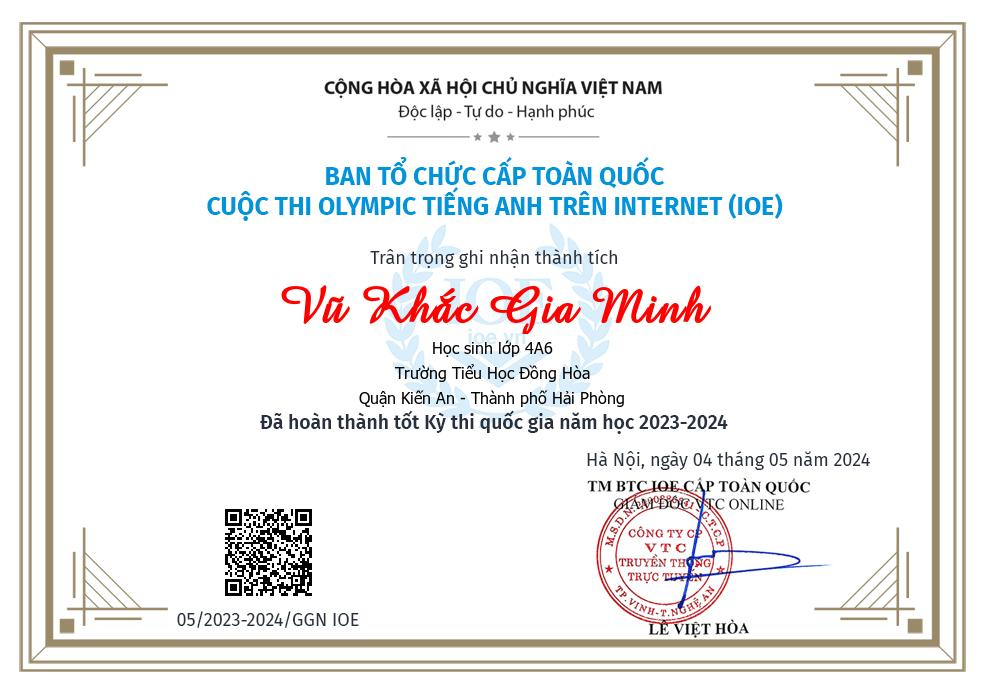 CỘNG HÒA XÃ HỘI CHỦ NGHĨA VIỆT NAM
Độc lập - Tự do - Hạnh phúc
BAN TỔ CHỨC CẤP TOÀN QUỐC
CUỘC THI OLYMPIC TIẾNG ANH TRÊN INTERNET (IOE)
Trân trọng ghi nhận thành tích
IOE
Vũ Khắc Gia Minh
ioe.vn
Học sinh lớp 4A6
Trường Tiểu Học Đồng Hòa
Quận Kiến An - Thành phố Hải Phòng
Đã hoàn thành tốt Kỳ thi quốc gia năm học 2023-2024
Hà Nội, ngày 04 tháng 05 năm 2024
TM BTC IOE CẤP TOÀN QUỐC
GIÁM ĐỐC VTC ONLINE
CÔNG TY CP
VTC
TRUYỀN THÔNG
TRỰC TUYẾN
TP.VINH-T.NGHỆ AN
LÊ VIỆT HÒA
05/2023-2024/GGN IOE